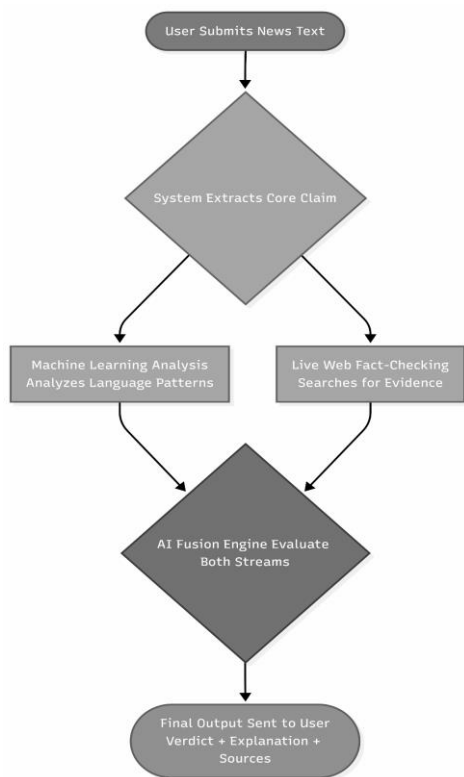 User Submits News Text
System Extracts Core Claim
Machine Learning Analysis
Analyzes Language Patterns
Live Web Fact-Checking
Searches for Evidence
AI Fusion Engine Evaluate
Both Streams
Final Output Sent to User
Verdict + Explanation +
Sources